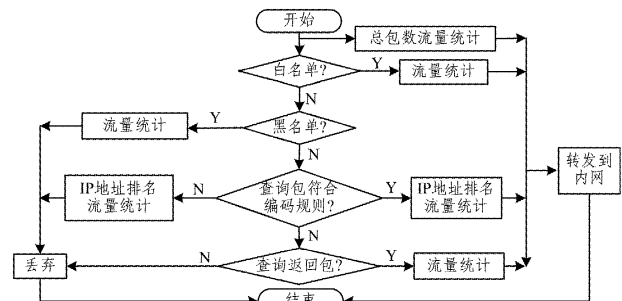 开始
总包数流量统计
白名单?
Y
流量统计
N
流量统计
Y
黑名单?
N
转发到
内网
IP地址排名
流量统计
N
查询包符合
编码规则?
Y
IP地址排名
流量统计
N
丢弃
N
查询返回包?
Y
流量统计
结束